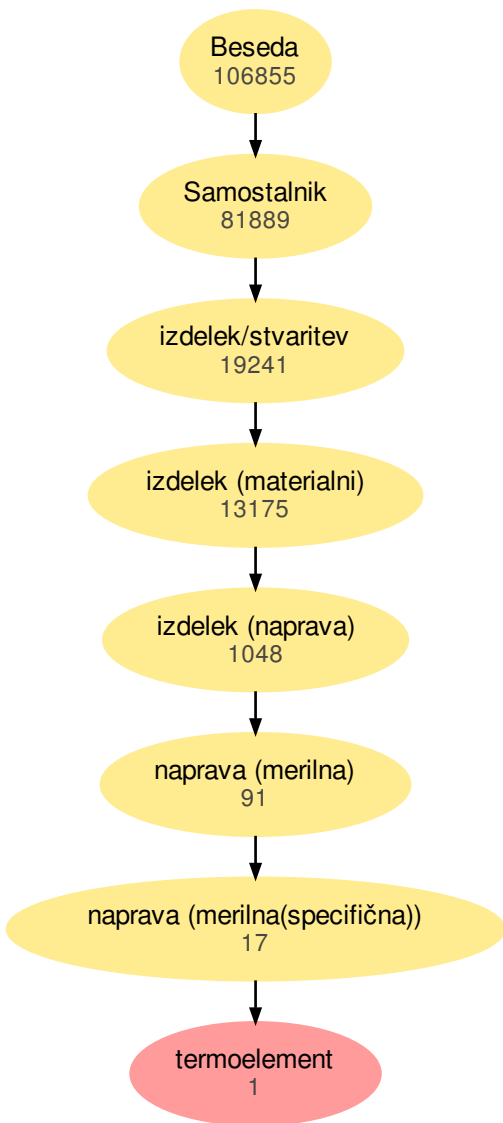 Beseda
106855
Samostalnik
81889
izdelek/stvaritev
19241
izdelek (materialni)
13175
izdelek (naprava)
1048
naprava (merilna)
91
naprava (merilna(specifična))
17
termoelement
1